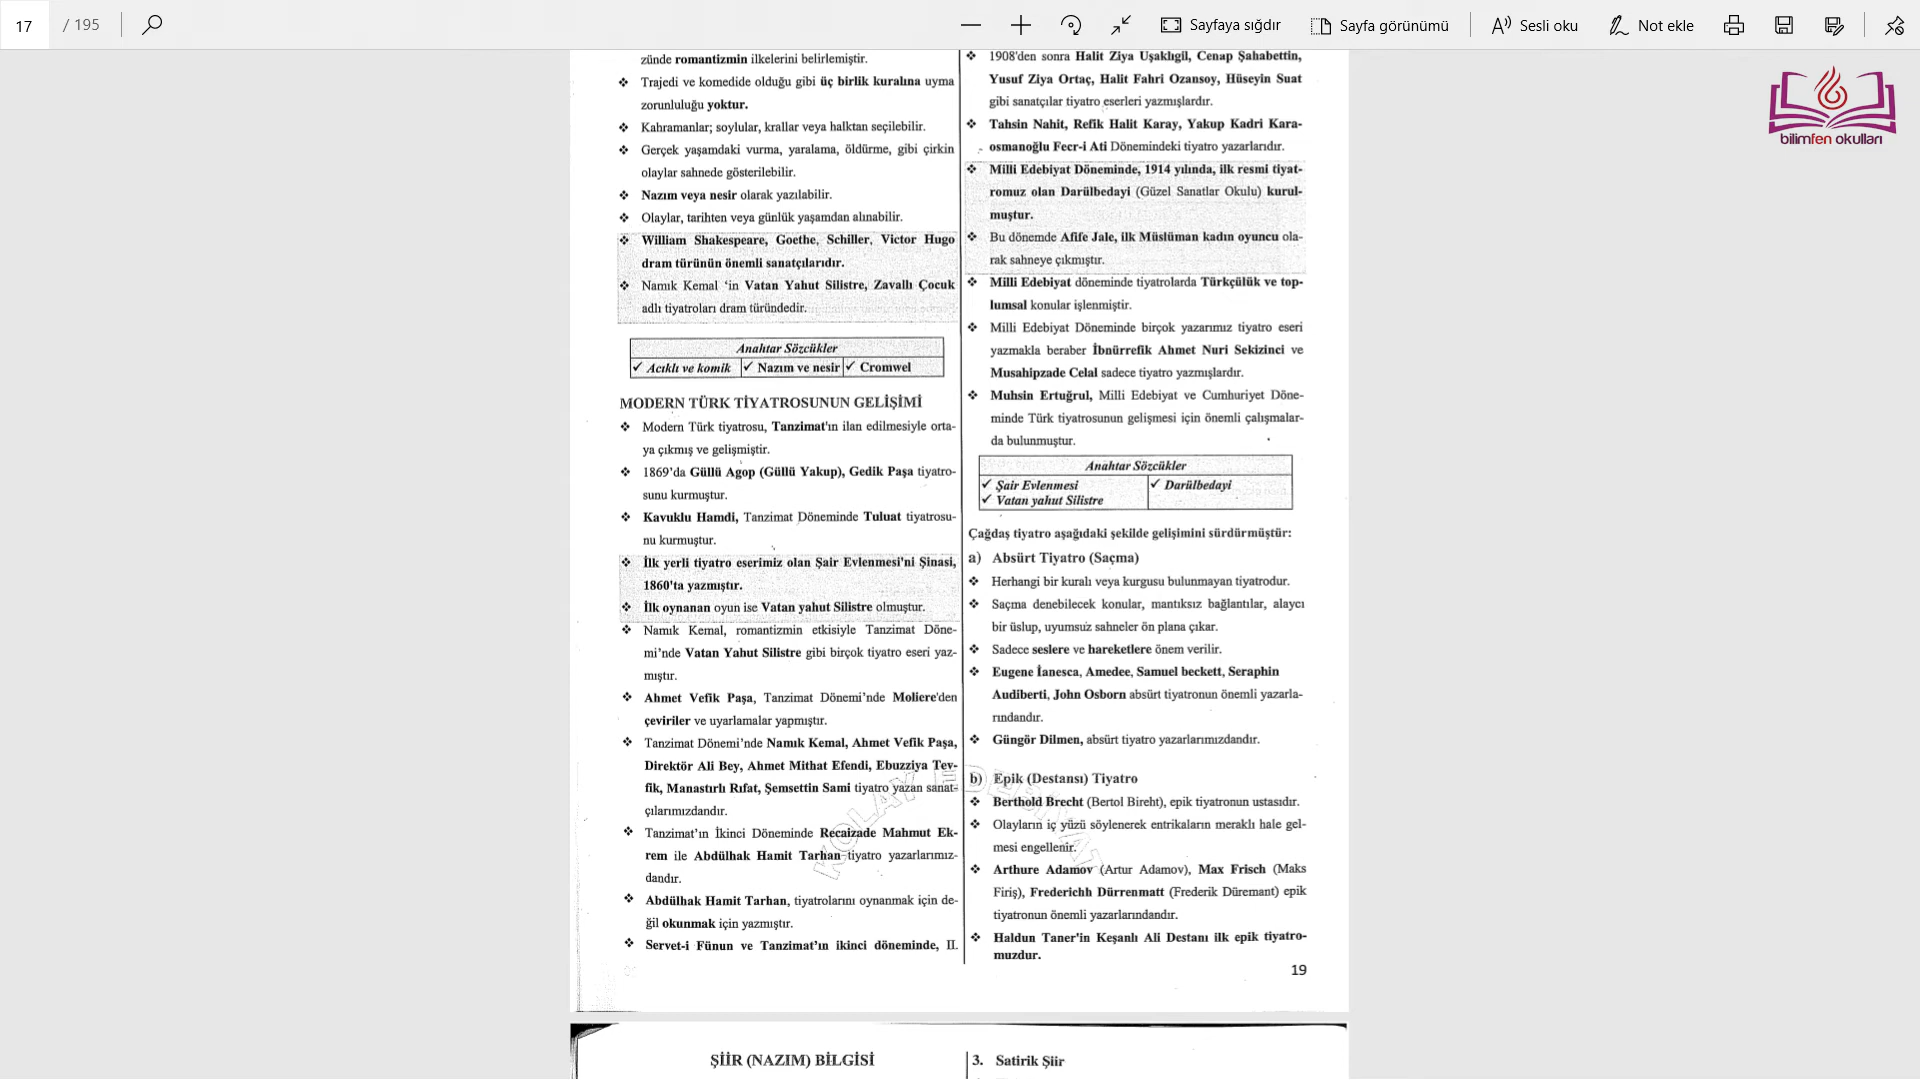 17 / 195
Sayfaya sığdır
Sayfa görünümü
Sesli oku
Not ekle
bilimfen okulları
zünde romantizmin ilkelerini belirlemiştir.
❖ Trajedi ve komedide olduğu gibi üç birlik kuralına uyma
zorunluluğu yoktur.
❖ Kahramanlar; soylular, krallar veya halktan seçilebilir.
❖ Gerçek yaşamdaki vurma, yaralama, öldürme, gibi çirkin
olaylar sahnede gösterilebilir.
❖ Nazım veya nesir olarak yazılabilir.
❖ Olaylar, tarihten veya günlük yaşamdan alınabilir.
❖ William Shakespeare, Goethe, Schiller, Victor Hugo
dram türünün önemli sanatçılarıdır.
❖ Namık Kemal ‘in Vatan Yahut Silistre, Zavallı Çocuk
adlı tiyatroları dram türündedir.
Anahtar Sözcükler
✓ Acıklı ve komik ✓ Nazım ve nesir ✓ Cromwel
MODERN TÜRK TİYATROSUNUN GELİŞİMİ
❖ Modern Türk tiyatrosu, Tanzimat'ın ilan edilmesiyle orta-
ya çıkmış ve gelişmiştir.
❖ 1869’da Güllü Agop (Güllü Yakup), Gedik Paşa tiyatro-
sunu kurmuştur.
❖ Kavuklu Hamdi, Tanzimat Döneminde Tuluat tiyatrosu-
nu kurmuştur.
❖ İlk yerli tiyatro eserimiz olan Şair Evlenmesi'ni Şinasi,
1860'ta yazmıştır.
❖ İlk oynanan oyun ise Vatan yahut Silistre olmuştur.
❖ Namık Kemal, romantizmin etkisiyle Tanzimat Döne-
mi’nde Vatan Yahut Silistre gibi birçok tiyatro eseri yaz-
mıştır.
❖ Ahmet Vefik Paşa, Tanzimat Dönemi’nde Moliere'den
çeviriler ve uyarlamalar yapmıştır.
❖ Tanzimat Dönemi’nde Namık Kemal, Ahmet Vefik Paşa,
Direktör Ali Bey, Ahmet Mithat Efendi, Ebuzziya Tev-
fik, Manastırlı Rıfat, Şemsettin Sami tiyatro yazan sanat-
çılarımızdandır.
❖ Tanzimat’ın İkinci Döneminde Recaizade Mahmut Ek-
rem ile Abdülhak Hamit Tarhan tiyatro yazarlarımız-
dandır.
❖ Abdülhak Hamit Tarhan, tiyatrolarını oynanmak için de-
ğil okunmak için yazmıştır.
❖ Servet-i Fünun ve Tanzimat’ın ikinci döneminde, II.
❖ 1908'den sonra Halit Ziya Uşaklıgil, Cenap Şahabettin,
Yusuf Ziya Ortaç, Halit Fahri Ozansoy, Hüseyin Suat
gibi sanatçılar tiyatro eserleri yazmışlardır.
❖ Tahsin Nahit, Refik Halit Karay, Yakup Kadri Kara-
osmanoğlu Fecr-i Ati Dönemindeki tiyatro yazarlarıdır.
❖ Milli Edebiyat Döneminde, 1914 yılında, ilk resmi tiyat-
romuz olan Darülbedayi (Güzel Sanatlar Okulu) kurul-
muştur.
❖ Bu dönemde Afife Jale, ilk Müslüman kadın oyuncu ola-
rak sahneye çıkmıştır.
❖ Milli Edebiyat döneminde tiyatrolarda Türkçülük ve top-
lumsal konular işlenmiştir.
❖ Milli Edebiyat Döneminde birçok yazarımız tiyatro eseri
yazmakla beraber İbnürrefik Ahmet Nuri Sekizinci ve
Musahipzade Celal sadece tiyatro yazmışlardır.
❖ Muhsin Ertuğrul, Milli Edebiyat ve Cumhuriyet Döne-
minde Türk tiyatrosunun gelişmesi için önemli çalışmalar-
da bulunmuştur.
Anahtar Sözcükler
✓ Şair Evlenmesi ✓ Darülbedayi
✓ Vatan yahut Silistre
Çağdaş tiyatro aşağıdaki şekilde gelişimini sürdürmüştür:
a) Absürt Tiyatro (Saçma)
❖ Herhangi bir kuralı veya kurgusu bulunmayan tiyatrodur.
❖ Saçma denebilecek konular, mantıksız bağlantılar, alaycı
bir üslup, uyumsuz sahneler ön plana çıkar.
❖ Sadece seslere ve hareketlere önem verilir.
❖ Eugene İanesca, Amedee, Samuel beckett, Seraphin
Audiberti, John Osborn absürt tiyatronun önemli yazarla-
rındandır.
❖ Güngör Dilmen, absürt tiyatro yazarlarımızdandır.
b) Epik (Destansı) Tiyatro
❖ Berthold Brecht (Bertol Bireht), epik tiyatronun ustasıdır.
❖ Olayların iç yüzü söylenerek entrikaların meraklı hale gel-
mesi engellenir.
❖ Arthure Adamov (Artur Adamov), Max Frisch (Maks
Firiş), Frederichh Dürrenmatt (Frederik Düremant) epik
tiyatronun önemli yazarlarındandır.
❖ Haldun Taner'in Keşanlı Ali Destanı ilk epik tiyatro-
muzdur.
KOLAY EDEBİYAT
19
ŞİİR (NAZIM) BİLGİSİ
3. Satirik Şiir